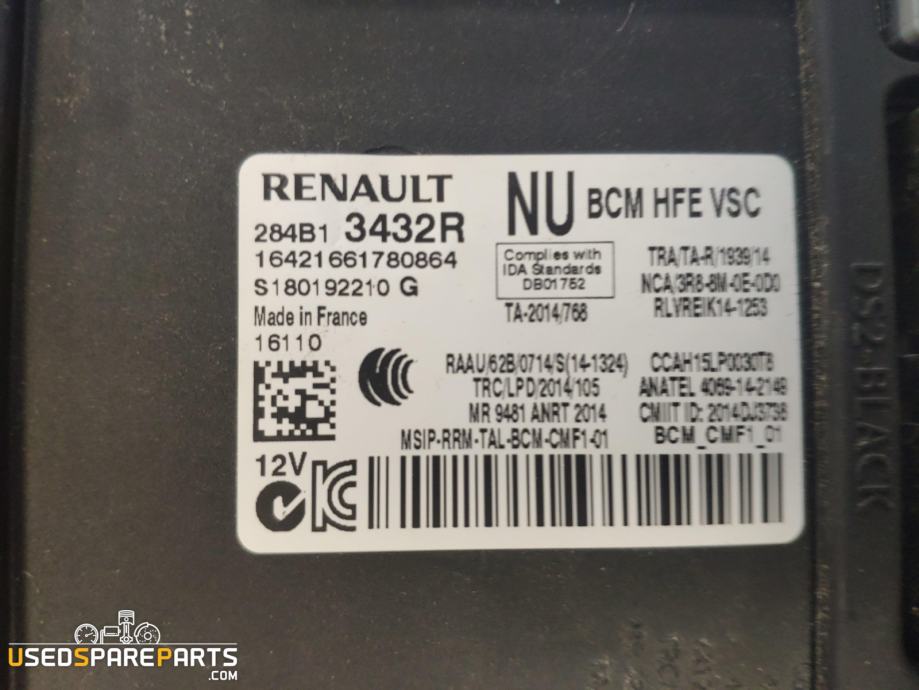 RENAULT
284B1 3432R
16421661780864
S180192210 G
Made in France
16110
NU BCM HFE VSC
Complies with
IDA Standards
DB01752
TA-2014/768
TRA/TA-R/1939/14
NCA/3R8-8M-0E-0D0
RLVREIK14-1253
RAAU/62B/0714/S(14-1324)
TRC/LPD/2014/105
MR 9481 ANRT 2014
MSIP-RRM-TAL-BCM-CMF1-01
CCAH15LP0030T8
ANATEL 4069-14-2149
CMIIT ID: 2014DJ3738
BCM_CMF1_01
12V
DS2-BLACK
USEDSPAREPARTS
.COM